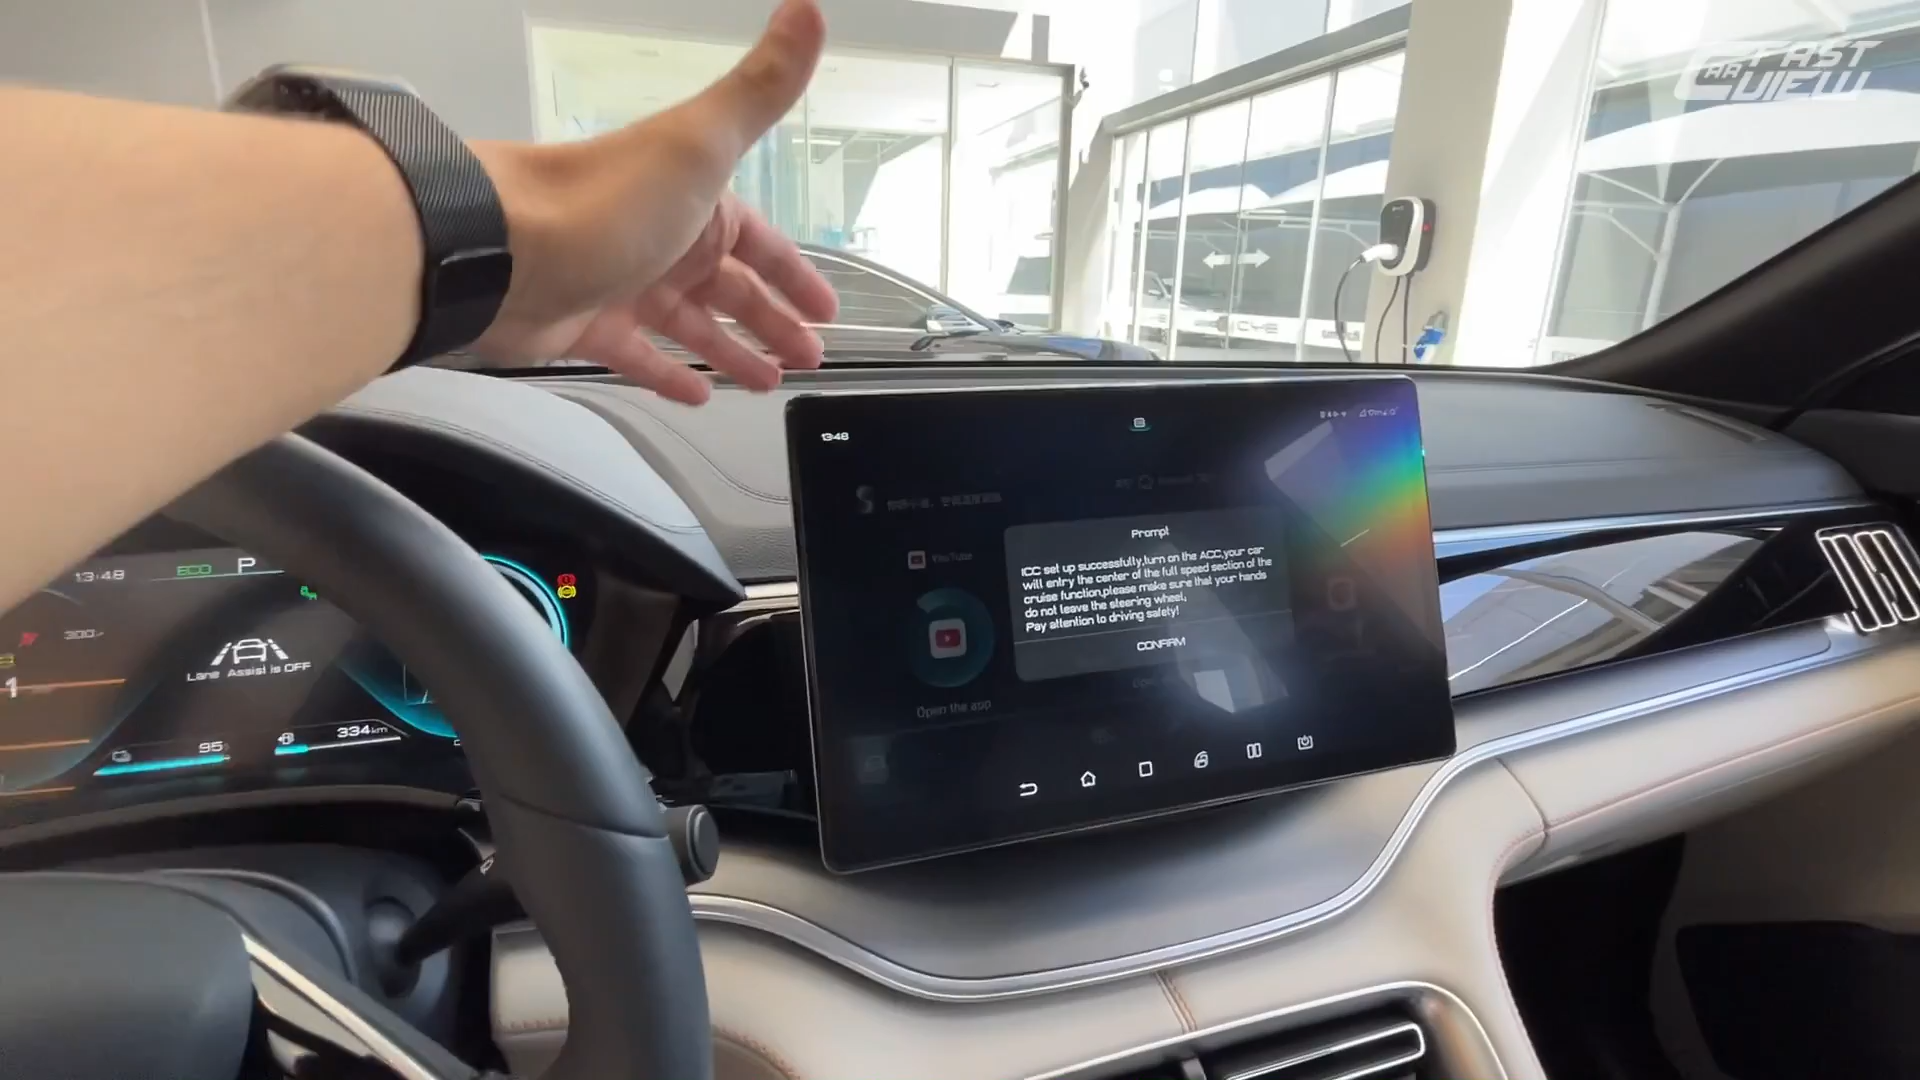 FAST
CAR VIEW
13:48
Prompt
ICC set up successfully,turn on the ACC,your car
will entry the center of the full speed section of the
cruise function,please make sure that your hands
do not leave the steering wheel,
Pay attention to driving safety!
CONFIRM
YouTube
Open the app
13:48
ECO
P
Lane Assist is OFF
95%
334km
1